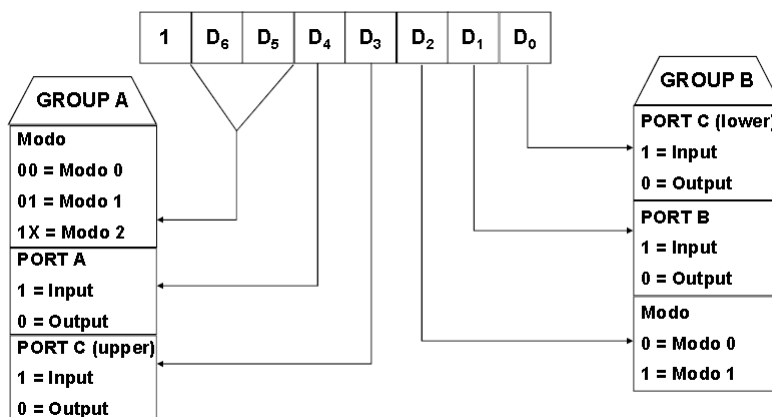 1 D6 D5 D4 D3 D2 D1 D0
GROUP A
Modo
00 = Modo 0
01 = Modo 1
1X = Modo 2
PORT A
1 = Input
0 = Output
PORT C (upper)
1 = Input
0 = Output
GROUP B
PORT C (lower)
1 = Input
0 = Output
PORT B
1 = Input
0 = Output
Modo
0 = Modo 0
1 = Modo 1